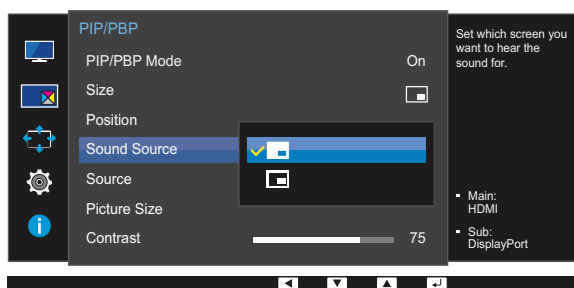 PIP/PBP
PIP/PBP Mode
On
Size
Position
Sound Source
Source
Picture Size
Contrast
75
Set which screen you
want to hear the
sound for.
Main:
HDMI
Sub:
DisplayPort